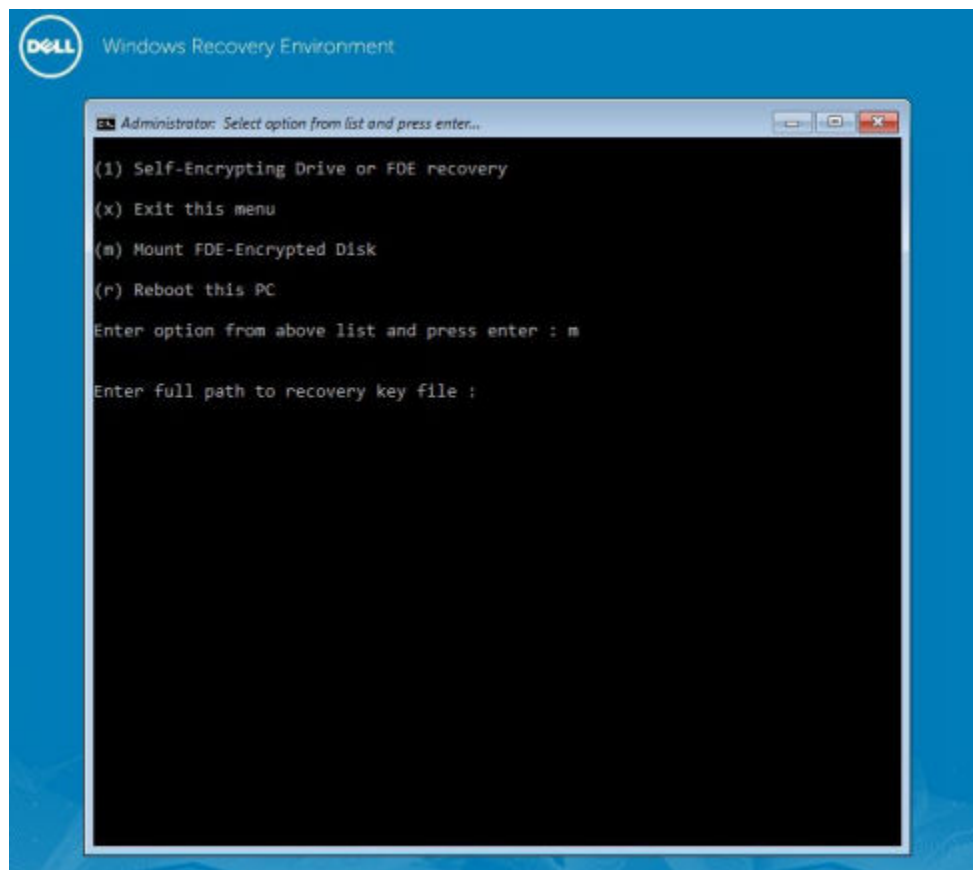 DELL
Windows Recovery Environment
Administrator: Select option from list and press enter...
(1) Self-Encrypting Drive or FDE recovery
(x) Exit this menu
(m) Mount FDE-Encrypted Disk
(r) Reboot this PC
Enter option from above list and press enter : m
Enter full path to recovery key file :